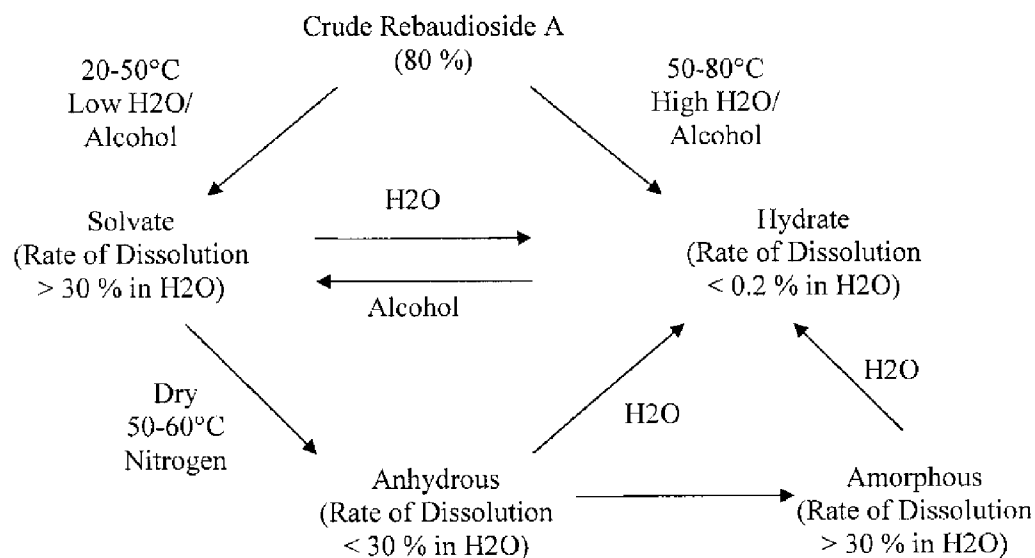 Crude Rebaudioside A
(80 %)
20-50°C
Low H2O/
Alcohol
50-80°C
High H2O/
Alcohol
Solvate
(Rate of Dissolution
> 30 % in H2O)
H2O
Alcohol
Hydrate
(Rate of Dissolution
< 0.2 % in H2O)
Dry
50-60°C
Nitrogen
H2O
H2O
Anhydrous
(Rate of Dissolution
< 30 % in H2O)
Amorphous
(Rate of Dissolution
> 30 % in H2O)